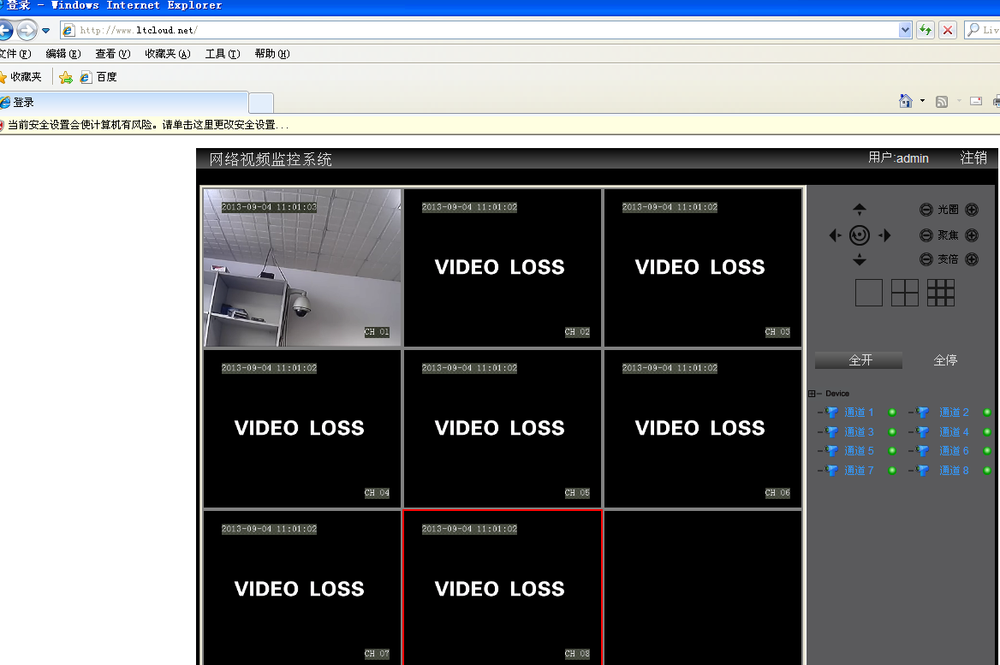 登录 - Windows Internet Explorer
http://www.ltcloud.net/
文件(F) 编辑(E) 查看(V) 收藏夹(A) 工具(T) 帮助(H)
收藏夹 百度
登录
当前安全设置会使计算机有风险。请单击这里更改安全设置...
网络视频监控系统 用户:admin 注销
2013-09-04 11:01:03 2013-09-04 11:01:02 2013-09-04 11:01:02
VIDEO LOSS VIDEO LOSS
CH 01 CH 02 CH 03
光圈
聚焦
变倍
全开 全停
2013-09-04 11:01:02 2013-09-04 11:01:02 2013-09-04 11:01:02
VIDEO LOSS VIDEO LOSS VIDEO LOSS
CH 04 CH 05 CH 06
Device
通道 1 通道 2
通道 3 通道 4
通道 5 通道 6
通道 7 通道 8
2013-09-04 11:01:02 2013-09-04 11:01:02
VIDEO LOSS VIDEO LOSS
CH 07 CH 08